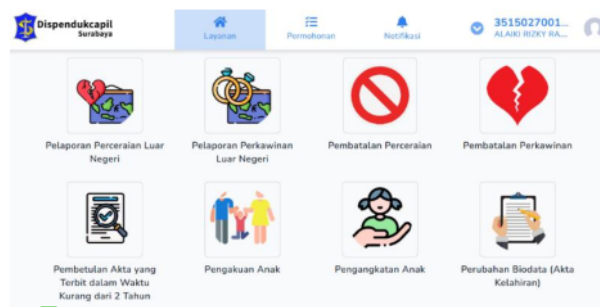 Dispendukcapil
Surabaya
Layanan
Permohonan
Notifikasi
3515027001...
ALAIKI RIZKY RA...
Pelaporan Perceraian Luar
Negeri
Pelaporan Perkawinan
Luar Negeri
Pembatalan Perceraian
Pembatalan Perkawinan
Pembetulan Akta yang
Terbit dalam Waktu
Kurang dari 2 Tahun
Pengakuan Anak
Pengangkatan Anak
Perubahan Biodata (Akta
Kelahiran)